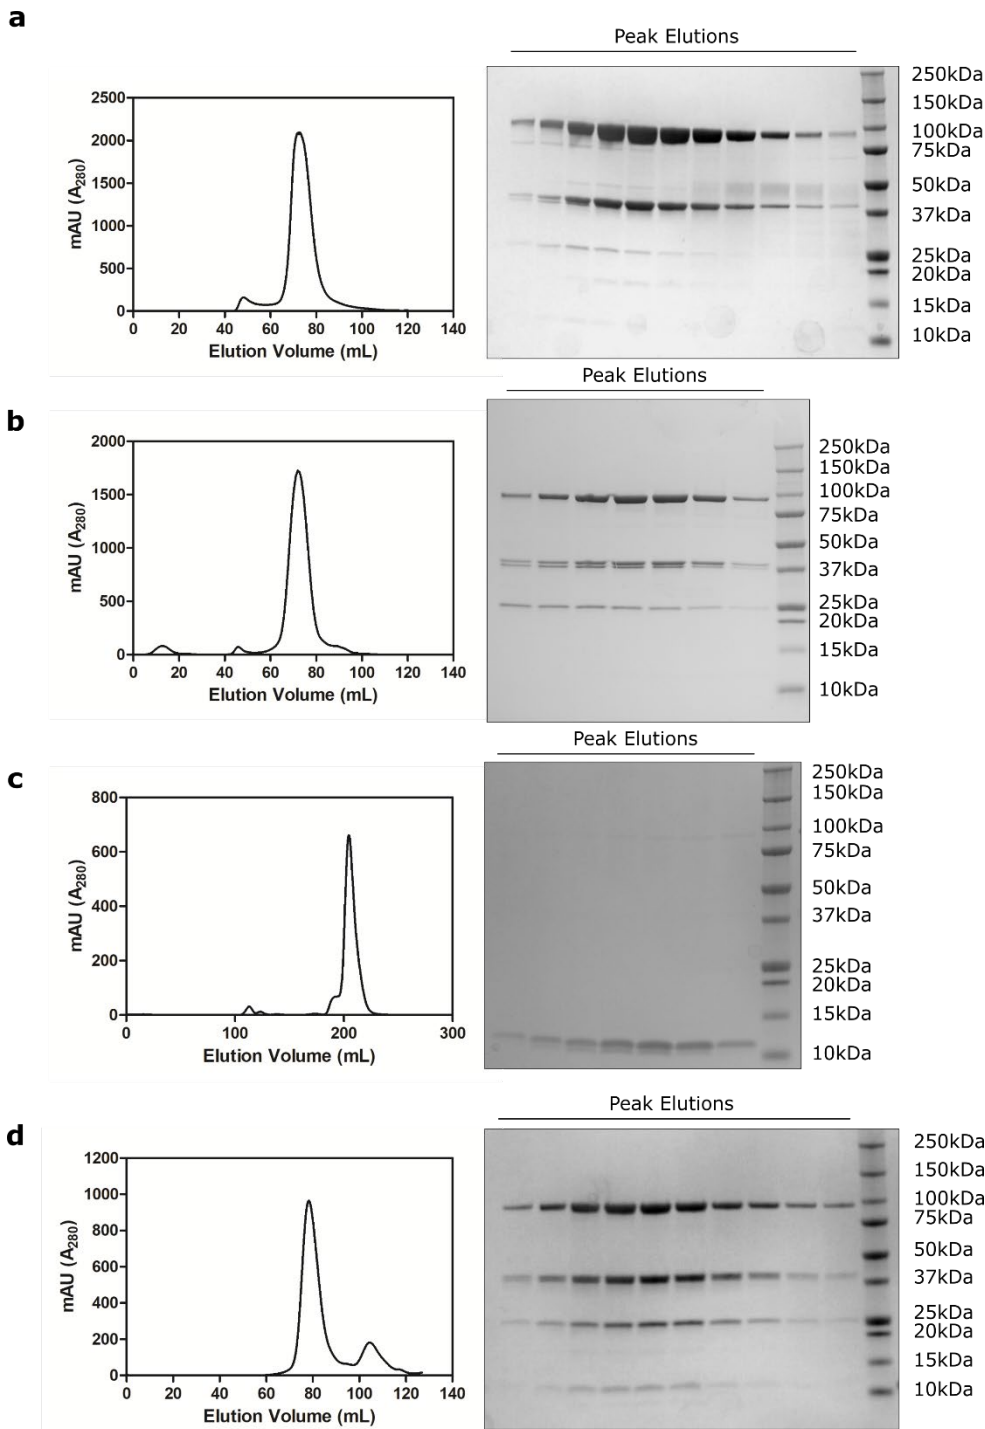 a
Peak Elutions
mAU (A280)
2500
2000
1500
1000
500
0
0 20 40 60 80 100 120 140
Elution Volume (mL)
250kDa
150kDa
100kDa
75kDa
50kDa
37kDa
25kDa
20kDa
15kDa
10kDa
b
Peak Elutions
mAU (A280)
2000
1500
1000
500
0
0 20 40 60 80 100 120 140
Elution Volume (mL)
250kDa
150kDa
100kDa
75kDa
50kDa
37kDa
25kDa
20kDa
15kDa
10kDa
c
Peak Elutions
mAU (A280)
800
600
400
200
0
0 100 200 300
Elution Volume (mL)
250kDa
150kDa
100kDa
75kDa
50kDa
37kDa
25kDa
20kDa
15kDa
10kDa
d
Peak Elutions
mAU (A280)
1200
1000
800
600
400
200
0
0 20 40 60 80 100 120 140
Elution Volume (mL)
250kDa
150kDa
100kDa
75kDa
50kDa
37kDa
25kDa
20kDa
15kDa
10kDa